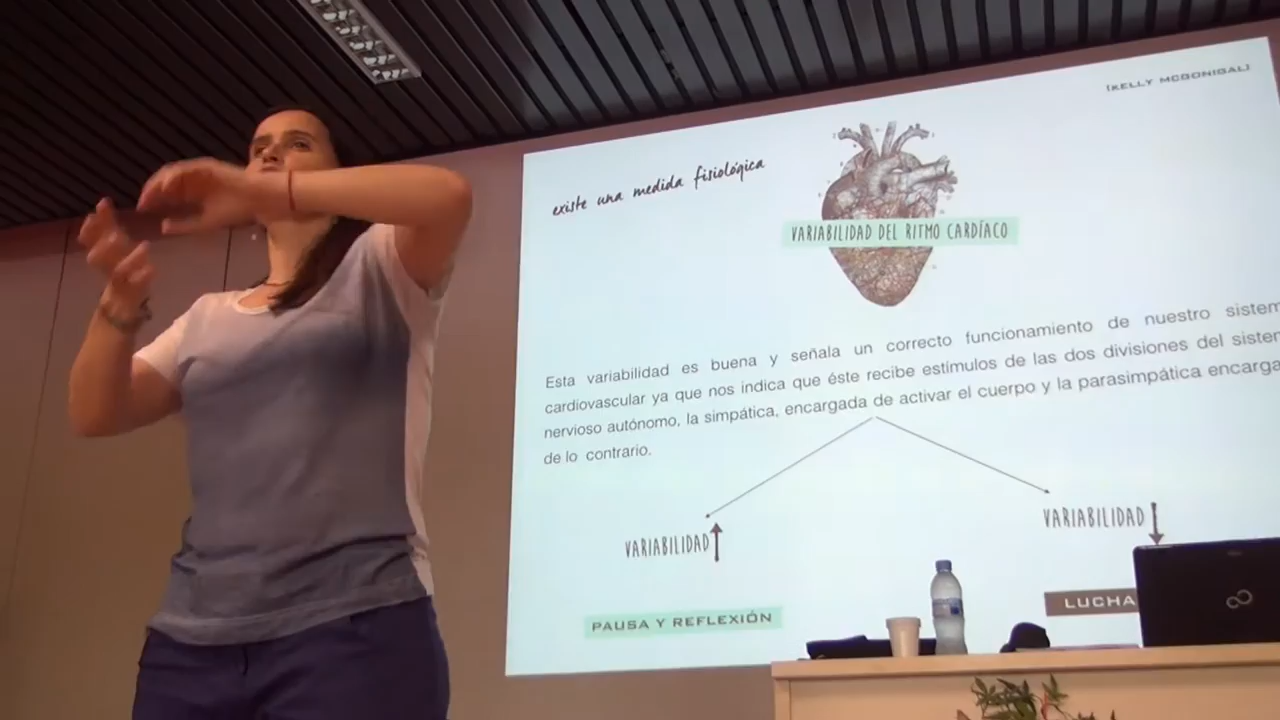 [KELLY MCGONIGAL]
existe una medida fisiológica
VARIABILIDAD DEL RITMO CARDÍACO
Esta variabilidad es buena y señala un correcto funcionamiento de nuestro sistem
cardiovascular ya que nos indica que éste recibe estímulos de las dos divisiones del sistem
nervioso autónomo, la simpática, encargada de activar el cuerpo y la parasimpática encarga
de lo contrario.
VARIABILIDAD
VARIABILIDAD
PAUSA Y REFLEXIÓN
LUCHA